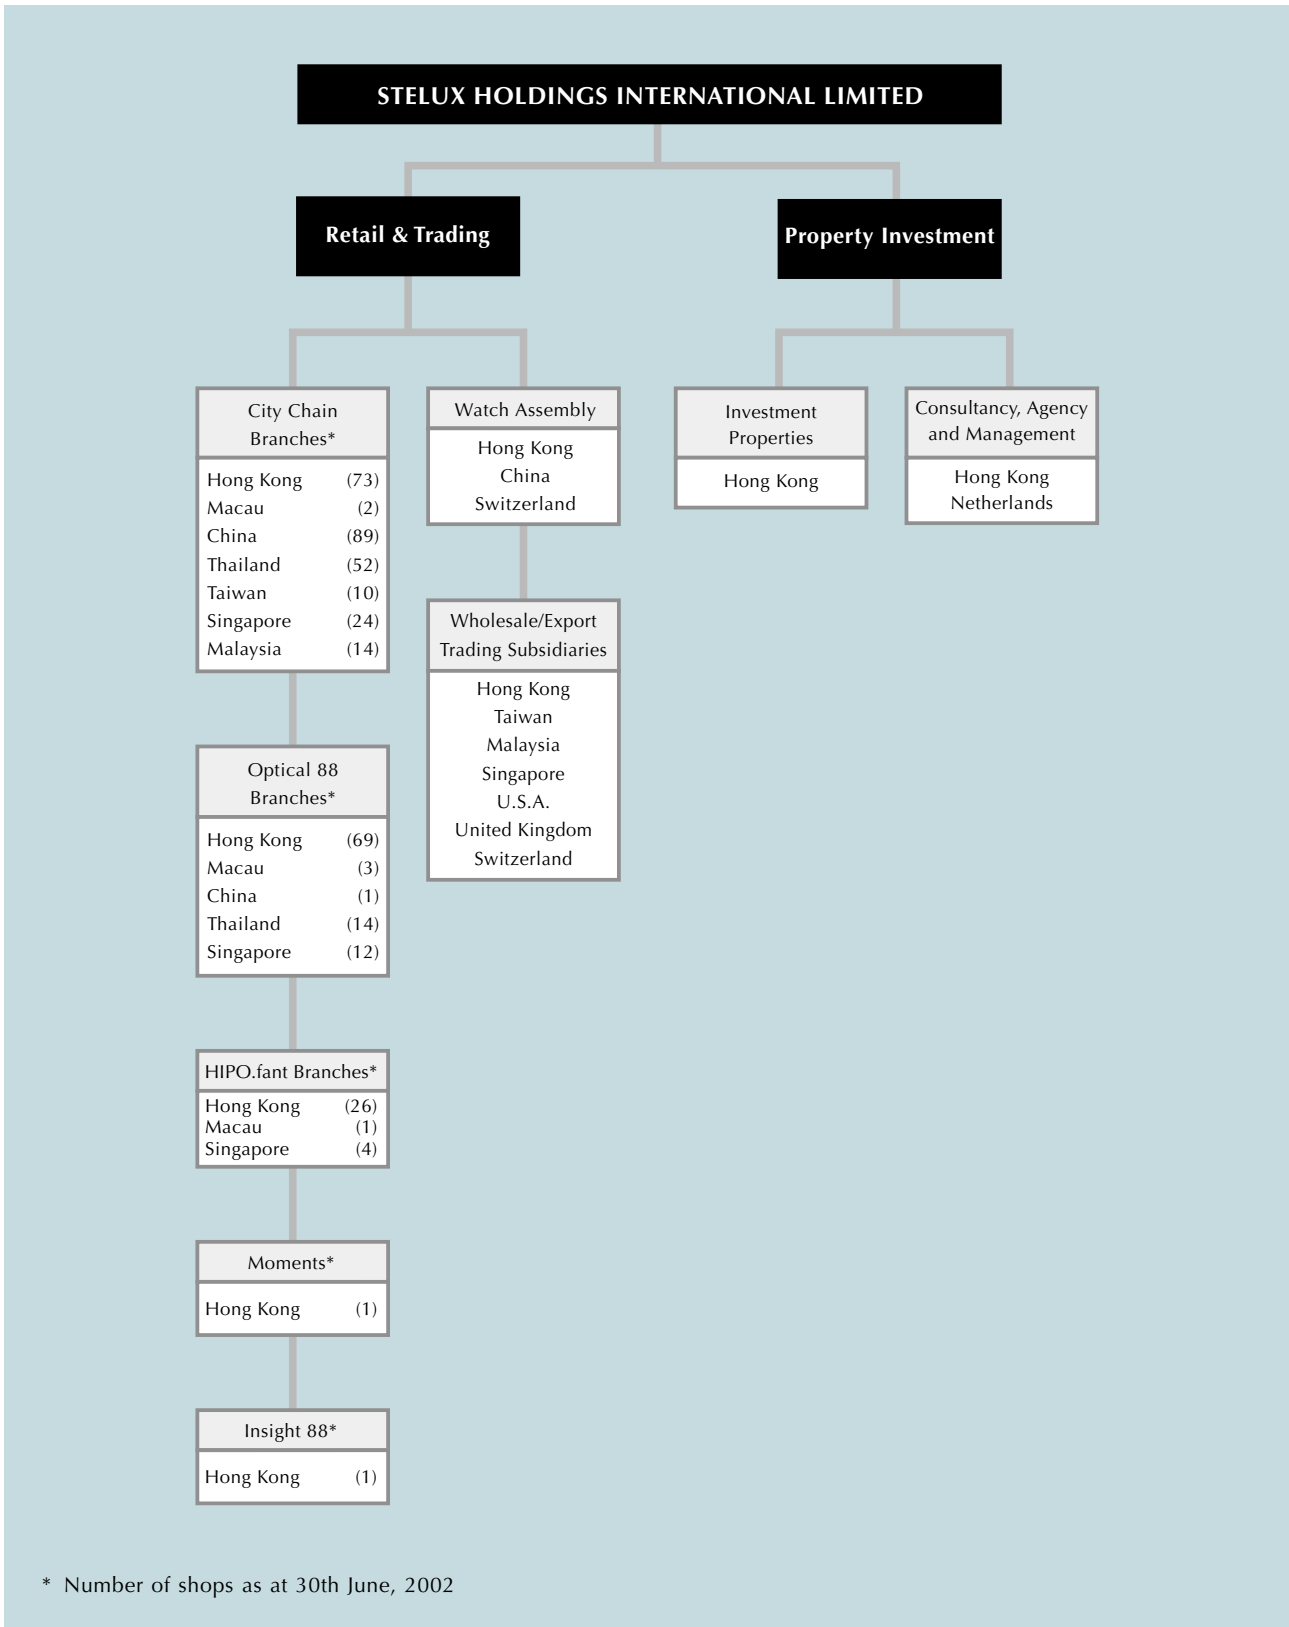 STELUX HOLDINGS INTERNATIONAL LIMITED
Retail & Trading
Property Investment
City Chain
Branches*
Hong Kong (73)
Macau (2)
China (89)
Thailand (52)
Taiwan (10)
Singapore (24)
Malaysia (14)
Optical 88
Branches*
Hong Kong (69)
Macau (3)
China (1)
Thailand (14)
Singapore (12)
HIPO.fant Branches*
Hong Kong (26)
Macau (1)
Singapore (4)
Moments*
Hong Kong (1)
Insight 88*
Hong Kong (1)
Watch Assembly
Hong Kong
China
Switzerland
Wholesale/Export
Trading Subsidiaries
Hong Kong
Taiwan
Malaysia
Singapore
U.S.A.
United Kingdom
Switzerland
Investment
Properties
Hong Kong
Consultancy, Agency
and Management
Hong Kong
Netherlands
* Number of shops as at 30th June, 2002